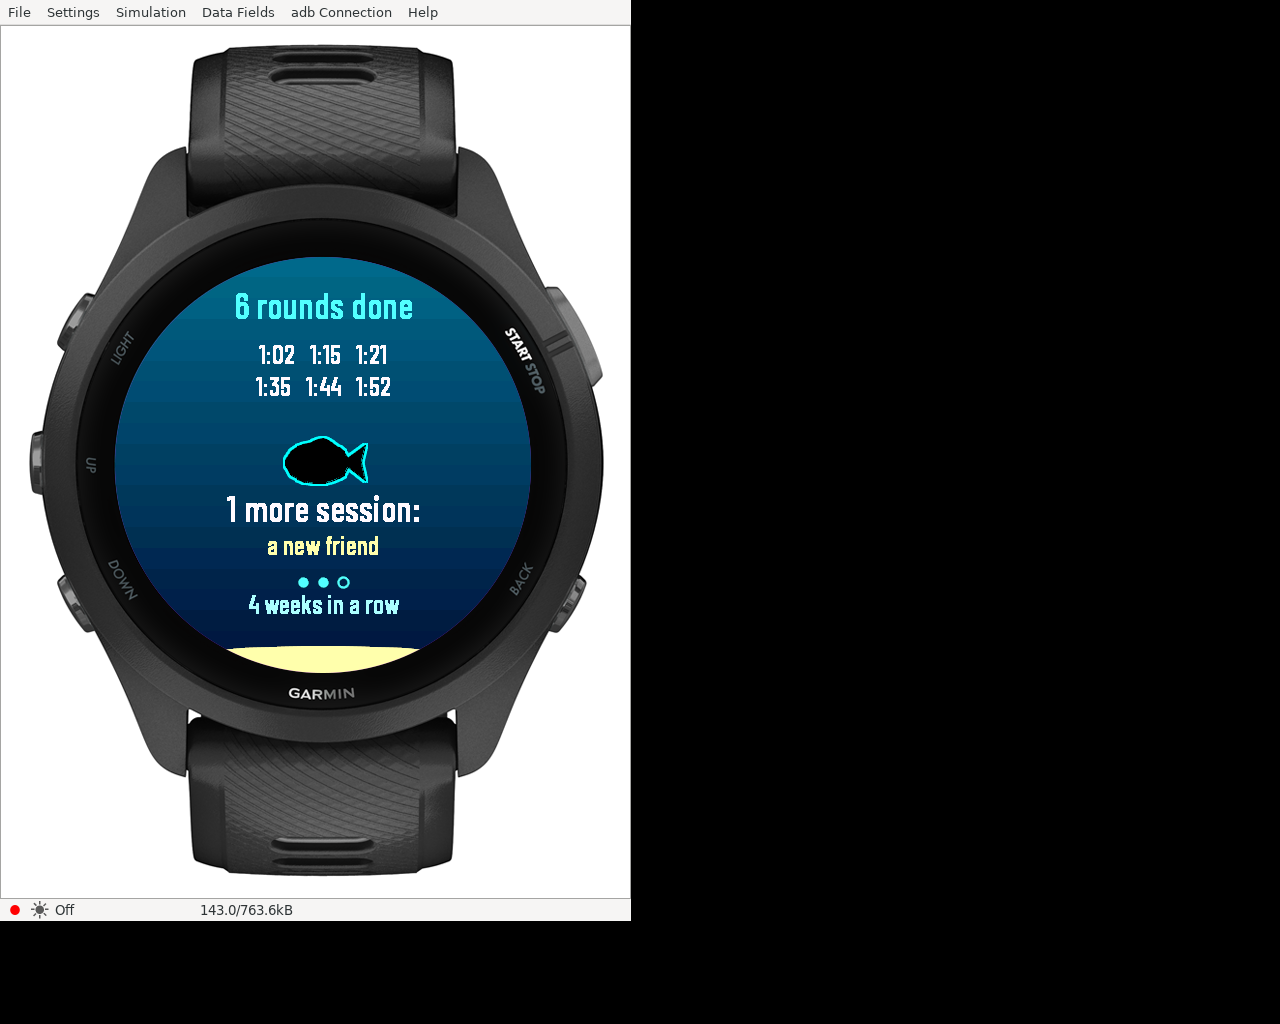 File Settings Simulation Data Fields adb Connection Help
6 rounds done
1:02 1:15 1:21
1:35 1:44 1:52
1 more session:
a new friend
4 weeks in a row
LIGHT
UP
DOWN
START STOP
BACK
GARMIN
Off 143.0/763.6kB